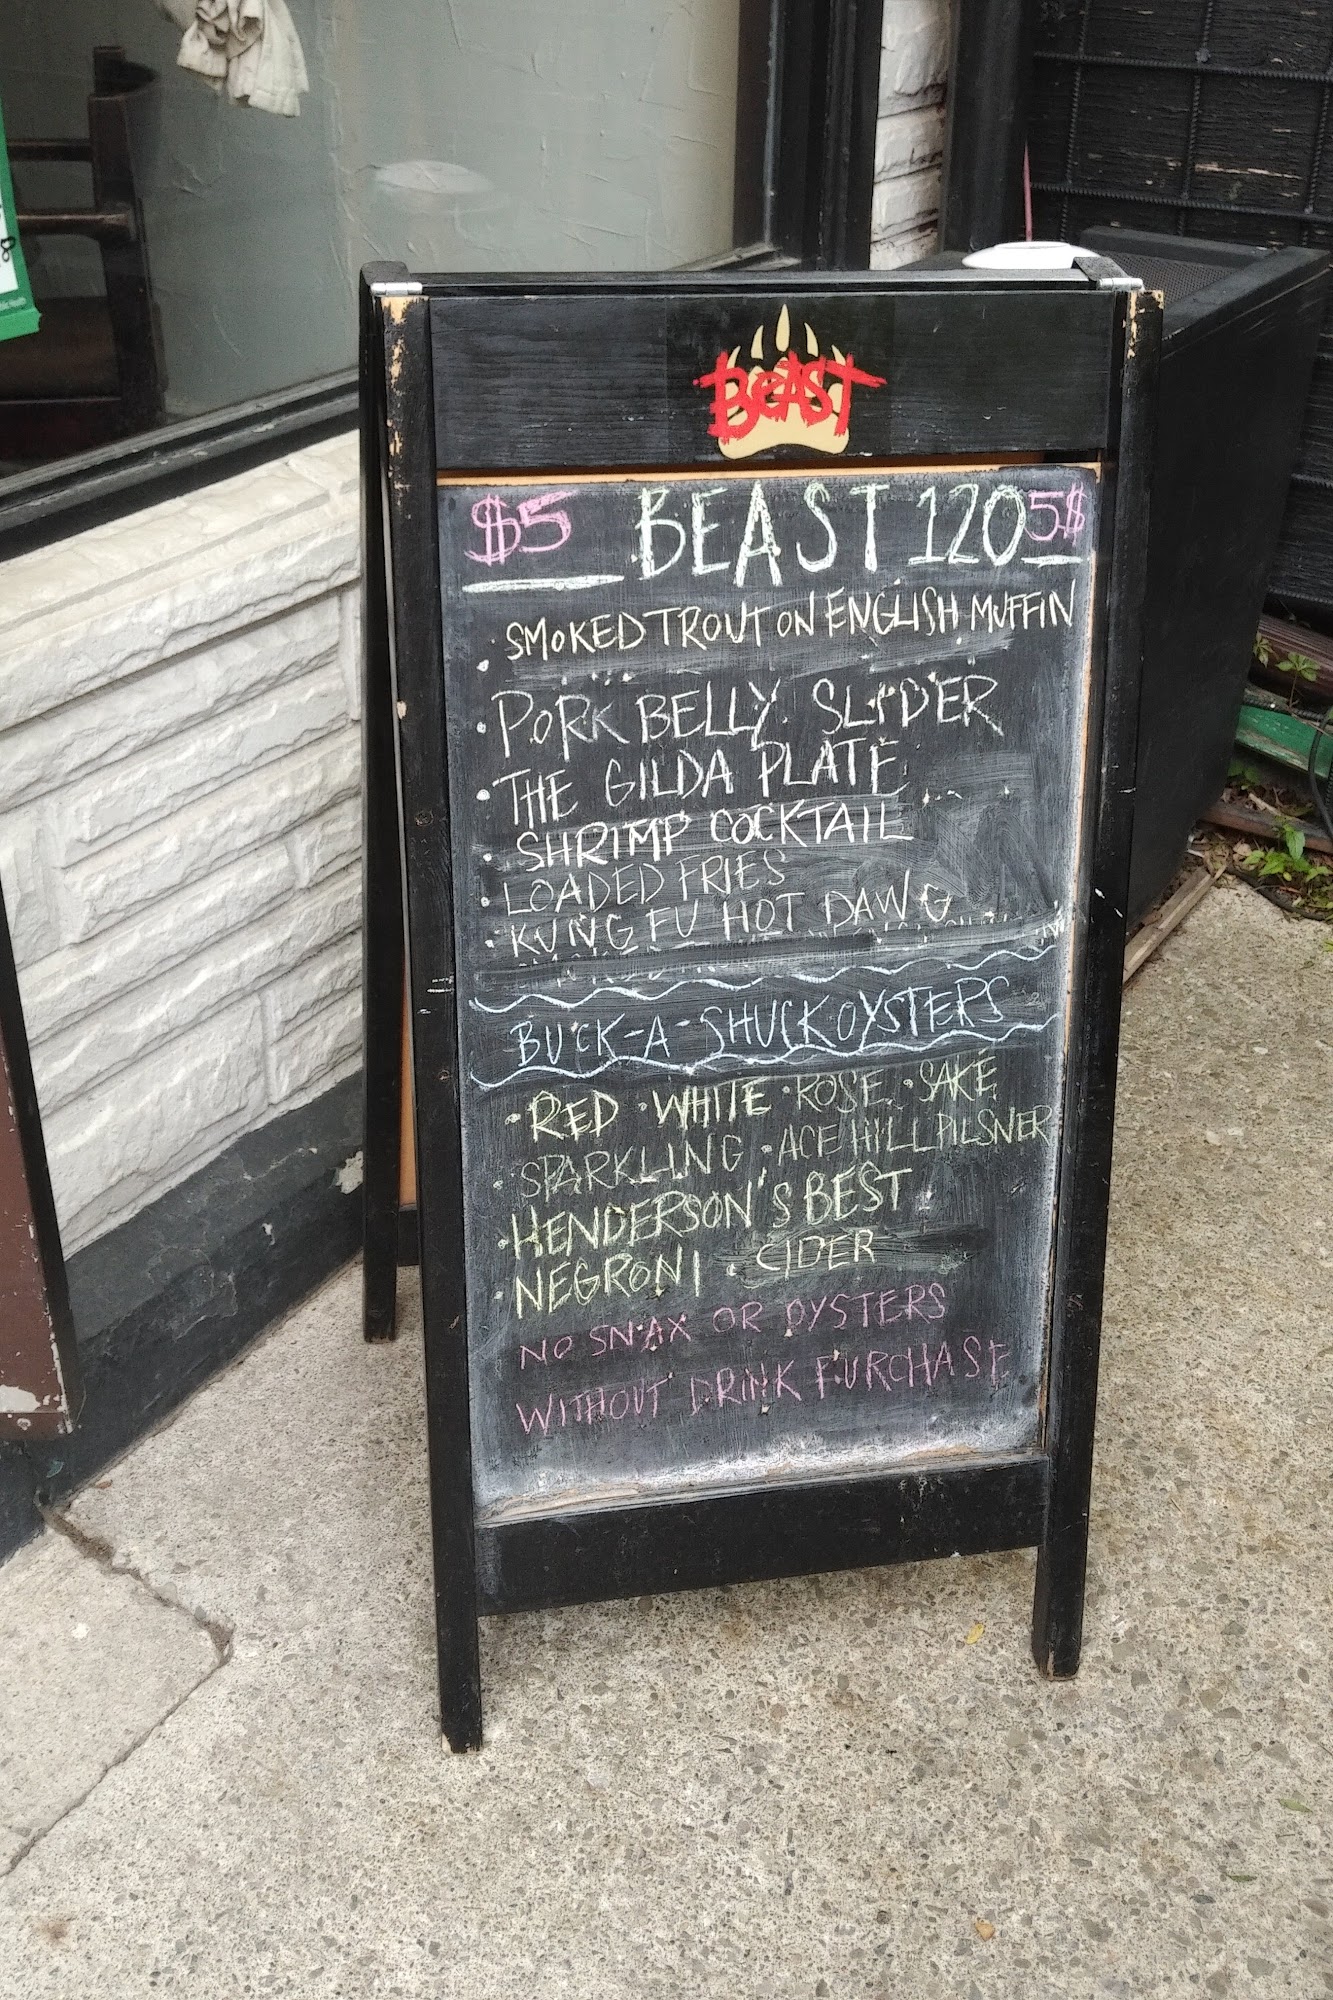 BEAST
$5 BEAST 120 5$
· SMOKED TROUT ON ENGLISH MUFFIN
· PORK BELLY SLIDER
· THE GILDA PLATE
· SHRIMP COCKTAIL
· LOADED FRIES
· KUNG FU HOT DAWG
BUCK-A-SHUCK OYSTERS
· RED · WHITE · ROSE · SAKE
· SPARKLING · ACE HILL PILSNER
· HENDERSON'S BEST
· NEGRONI · CIDER
NO SNAX OR OYSTERS
WITHOUT DRINK PURCHASE